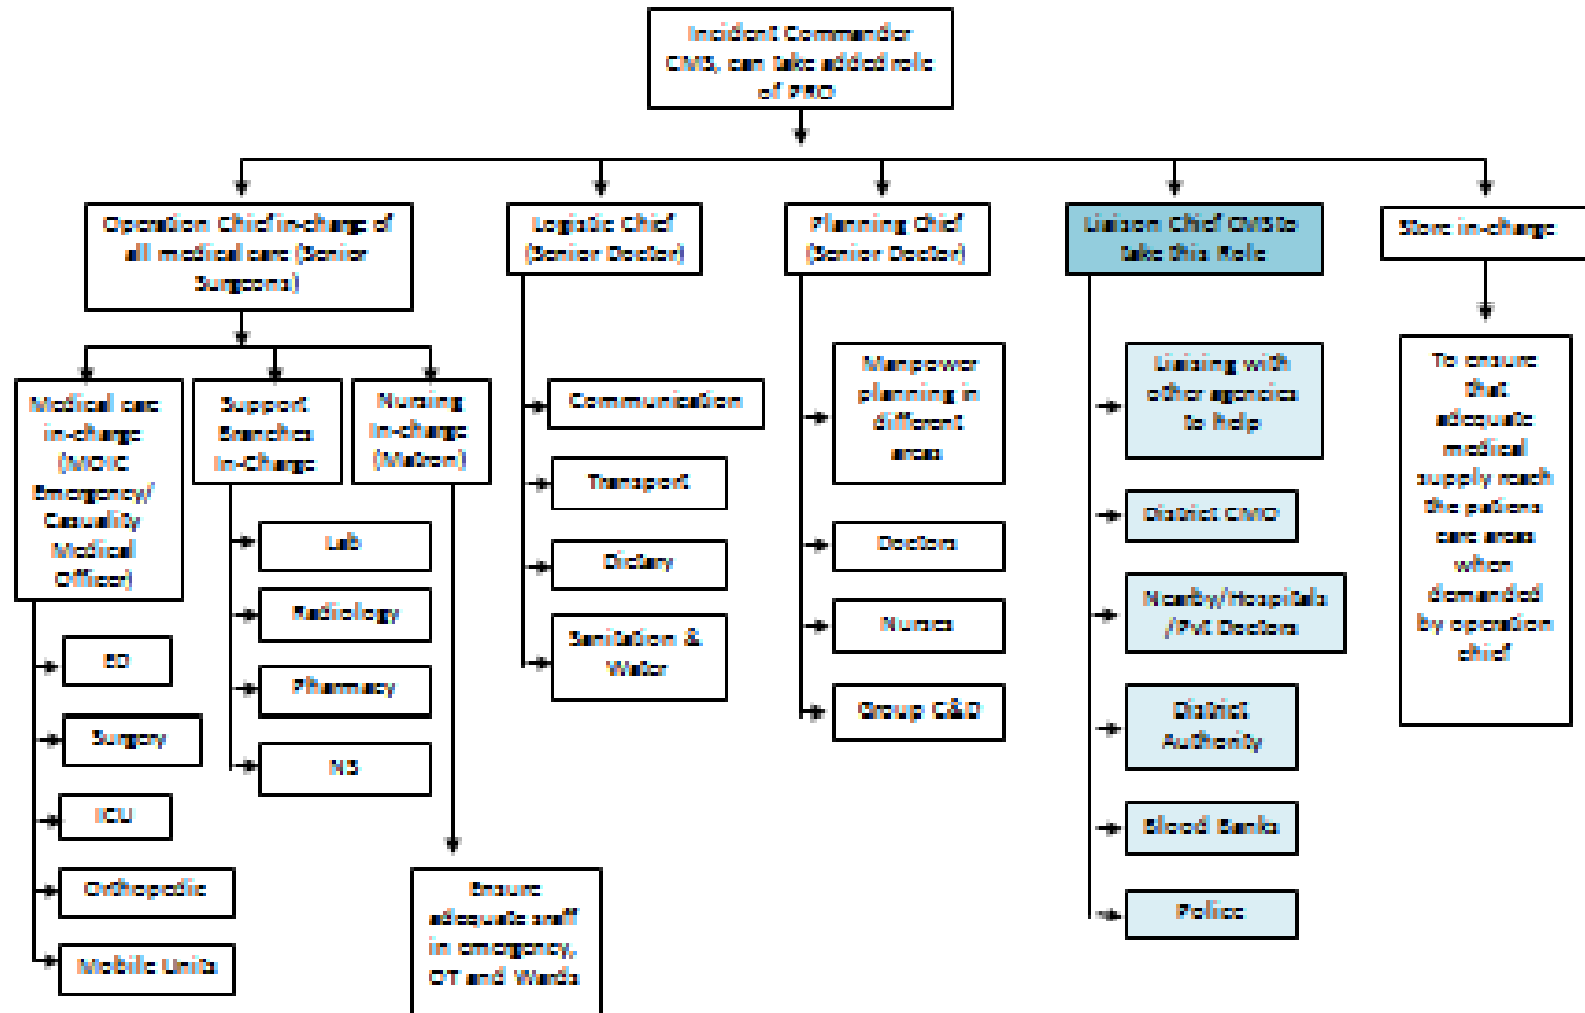 Incident Commander
CMS, can take added role
of PRO
Operation Chief in-charge of
all medical care (Senior
Surgeons)
Logistic Chief
(Senior Doctor)
Planning Chief
(Senior Doctor)
Liaison Chief CMS to
take this Role
Store in-charge
Medical care
in-charge
(MOIC
Emergency/
Casuality
Medical
Officer)
Support
Branches
In-Charge
Nursing
In-charge
(Matron)
ED
Surgery
ICU
Orthopedic
Mobile Units
Lab
Radiology
Pharmacy
Ensure
adequate
in emergency,
OT and Wards
Communication
Transport
Dietary
Sanitation &
Water
Manpower
planning in
different
areas
Doctors
Nurses
Group C&D
Liaising with
other agencies
to help
District CMO
Nearby/Hospitals
/Pvt Doctors
District
Authority
Blood Banks
Police
To ensure
that
adequate
medical
supply reach
the
care areas
when
demanded
by operation
chief